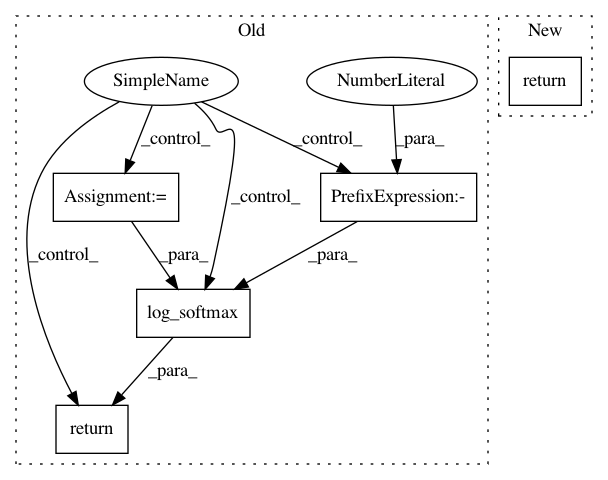 Old
New
SimpleName
NumberLiteral
return
_control_
_control_
_para_
Assignment:=
PrefixExpression:-
_control_
_control_
_para_
_para_
log_softmax
_para_
return